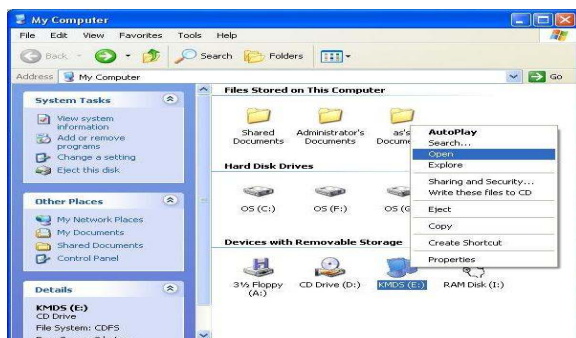 My Computer
File Edit View Favorites Tools Help
Back Search Folders
Address My Computer Go
System Tasks
View system
information
Add or remove
programs
Change a setting
Eject this disk
Other Places
My Network Places
My Documents
Shared Documents
Control Panel
Details
KMDS (E:)
CD Drive
File System: CDFS
Files Stored on This Computer
Shared
Documents
Administrator's
Documents
as's
Docume
Hard Disk Drives
OS (C:) OS (F:) OS (G
Devices with Removable Storage
3½ Floppy
(A:)
CD Drive (D:) KMDS (E:) RAM Disk (I:)
AutoPlay
Search...
Open
Explore
Sharing and Security...
Write these files to CD
Eject
Copy
Create Shortcut
Properties